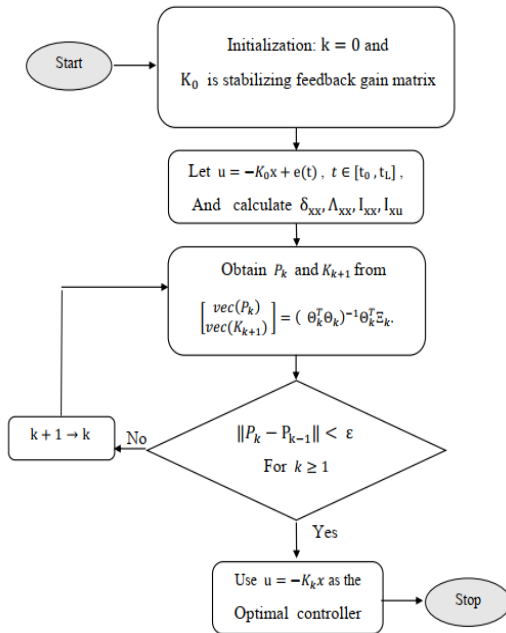 Start
Initialization: k = 0 and
K₀ is stabilizing feedback gain matrix
Let u = −K₀x + e(t) , t ∈ [t₀ , t_L] ,
And calculate δ_xx, Λ_xx, I_xx, I_xu
Obtain P_k and K_{k+1} from
[vec(P_k) vec(K_{k+1})] = ( Θ_k^T Θ_k)^{−1} Θ_k^T Ξ_k.
k + 1 → k
No
‖P_k − P_{k−1}‖ < ε
For k ≥ 1
Yes
Use u = −K_k x as the
Optimal controller
Stop